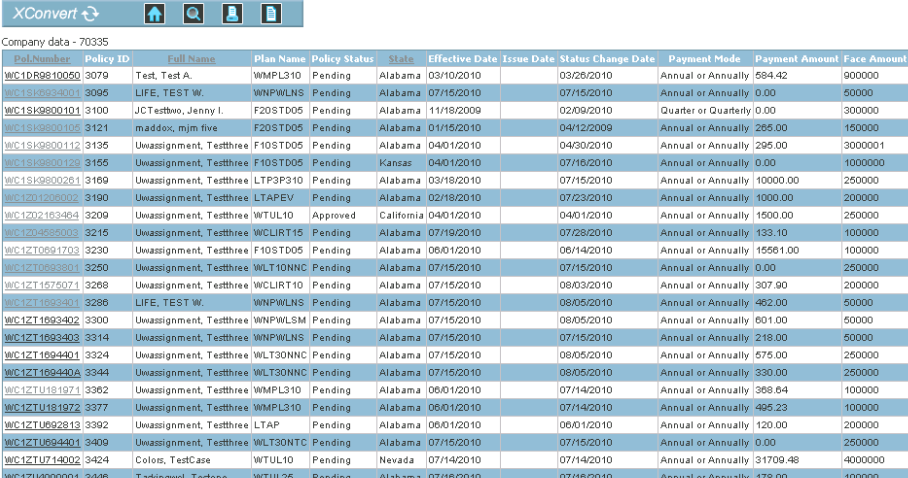 XConvert
Company data - 70335
Pol.Number Policy ID Full Name Plan Name Policy Status State Effective Date Issue Date Status Change Date Payment Mode Payment Amount Face Amount
WC1DR9810050 3079 Test, Test A. WMPL310 Pending Alabama 03/10/2010 03/26/2010 Annual or Annually 584.42 900000
WC1SK6934001 3095 LIFE, TEST W. WNPWLNS Pending Alabama 07/15/2010 07/15/2010 Annual or Annually 0.00 50000
WC1SK9800101 3100 JCTesttwo, Jenny I. F20STD05 Pending Alabama 11/18/2009 02/09/2010 Quarter or Quarterly 0.00 300000
WC1SK9800105 3121 maddox, mjm five F20STD05 Pending Alabama 01/15/2010 04/12/2009 Annual or Annually 265.00 150000
WC1SK9800112 3135 Uwassignment, Testthree F10STD05 Pending Alabama 04/01/2010 04/30/2010 Annual or Annually 295.00 3000001
WC1SK9800129 3155 Uwassignment, Testthree F10STD05 Pending Kansas 04/01/2010 07/16/2010 Annual or Annually 0.00 1000000
WC1SK9800261 3169 Uwassignment, Testthree LTP3P310 Pending Alabama 03/18/2010 07/15/2010 Annual or Annually 10000.00 250000
WC1Z01206002 3190 Uwassignment, Testthree LTAPEV Pending Alabama 02/18/2010 07/23/2010 Annual or Annually 1000.00 200000
WC1Z02163464 3209 Uwassignment, Testthree WTUL10 Approved California 04/01/2010 04/01/2010 Annual or Annually 1500.00 250000
WC1Z04685003 3215 Uwassignment, Testthree WCLIRT15 Pending Alabama 07/19/2010 07/28/2010 Annual or Annually 133.10 100000
WC1ZT0691703 3230 Uwassignment, Testthree F10STD05 Pending Alabama 06/01/2010 06/14/2010 Annual or Annually 15561.00 100000
WC1ZT0693801 3250 Uwassignment, Testthree WLT10NNC Pending Alabama 07/15/2010 07/15/2010 Annual or Annually 0.00 250000
WC1ZT1575071 3268 Uwassignment, Testthree WCLIRT10 Pending Alabama 07/15/2010 08/03/2010 Annual or Annually 307.90 200000
WC1ZT1693401 3286 LIFE, TEST W. WNPWLNS Pending Alabama 07/15/2010 08/05/2010 Annual or Annually 462.00 50000
WC1ZT1693402 3300 Uwassignment, Testthree WNPWLSM Pending Alabama 07/15/2010 08/05/2010 Annual or Annually 601.00 50000
WC1ZT1693403 3314 Uwassignment, Testthree WNPWLNS Pending Alabama 07/15/2010 07/15/2010 Annual or Annually 218.00 50000
WC1ZT1694401 3324 Uwassignment, Testthree WLT30NNC Pending Alabama 07/15/2010 08/05/2010 Annual or Annually 575.00 250000
WC1ZT169440A 3344 Uwassignment, Testthree WLT30NNC Pending Alabama 07/15/2010 08/05/2010 Annual or Annually 330.00 250000
WC1ZTU181971 3362 Uwassignment, Testthree WMPL310 Pending Alabama 06/01/2010 07/14/2010 Annual or Annually 368.64 100000
WC1ZTU181972 3377 Uwassignment, Testthree WMPL310 Pending Alabama 06/01/2010 07/14/2010 Annual or Annually 495.23 100000
WC1ZTU692813 3392 Uwassignment, Testthree LTAP Pending Alabama 06/01/2010 06/01/2010 Annual or Annually 120.00 200000
WC1ZTU694401 3409 Uwassignment, Testthree WLT30NTC Pending Alabama 07/15/2010 07/15/2010 Annual or Annually 0.00 250000
WC1ZTU714002 3424 Colors, TestCase WTUL10 Pending Nevada 07/14/2010 07/14/2010 Annual or Annually 31709.48 4000000
3446 WTUL25 Pending Alabama 07/16/2010 07/16/2010 Annual or Annually 178.00 100000